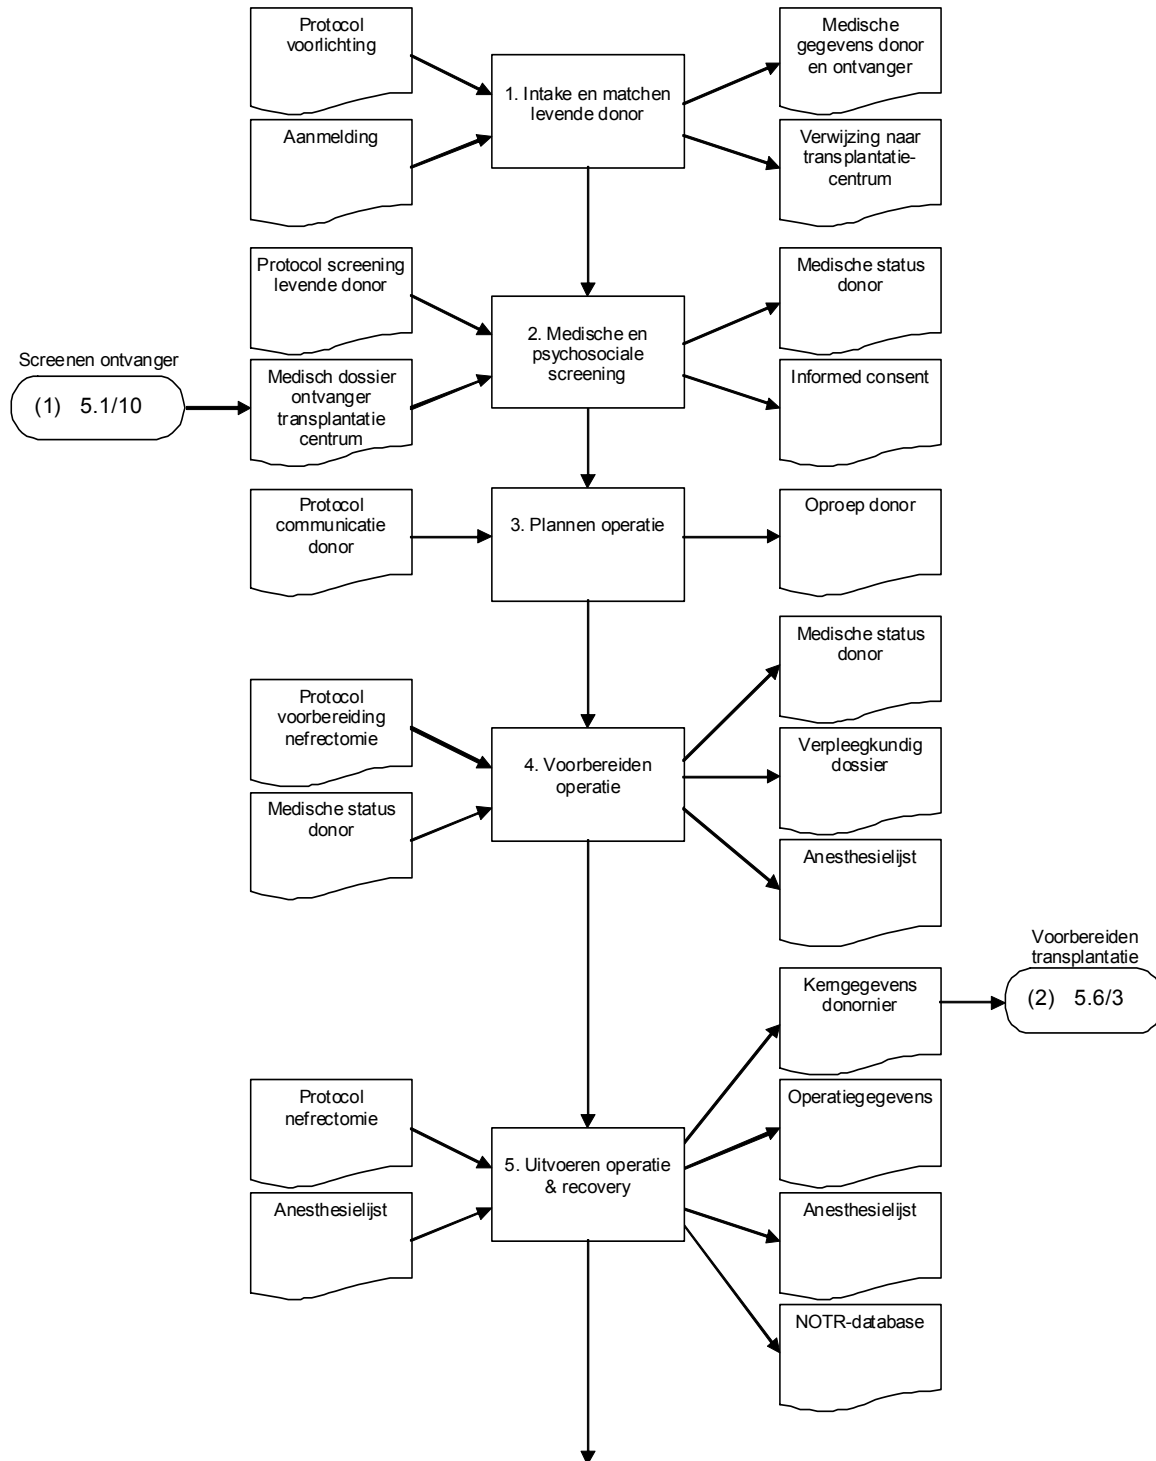 Protocol
voorlichting
Medische
gegevens donor
en ontvanger
1. Intake en matchen
levende donor
Aanmelding
Verwijzing naar
transplantatie-
centrum
Protocol screening
levende donor
Medische status
donor
2. Medische en
psychosociale
screening
Screenen ontvanger
(1) 5.1/10
Medisch dossier
ontvanger
transplantatie
centrum
Informed consent
Protocol
communicatie
donor
3. Plannen operatie
Oproep donor
Medische status
donor
Protocol
voorbereiding
nefrectomie
4. Voorbereiden
operatie
Verpleegkundig
dossier
Medische status
donor
Anesthesielijst
Voorbereiden
transplantatie
Kerngegevens
donornier
(2) 5.6/3
Protocol
nefrectomie
Operatiegegevens
5. Uitvoeren operatie
& recovery
Anesthesielijst
Anesthesielijst
NOTR-database